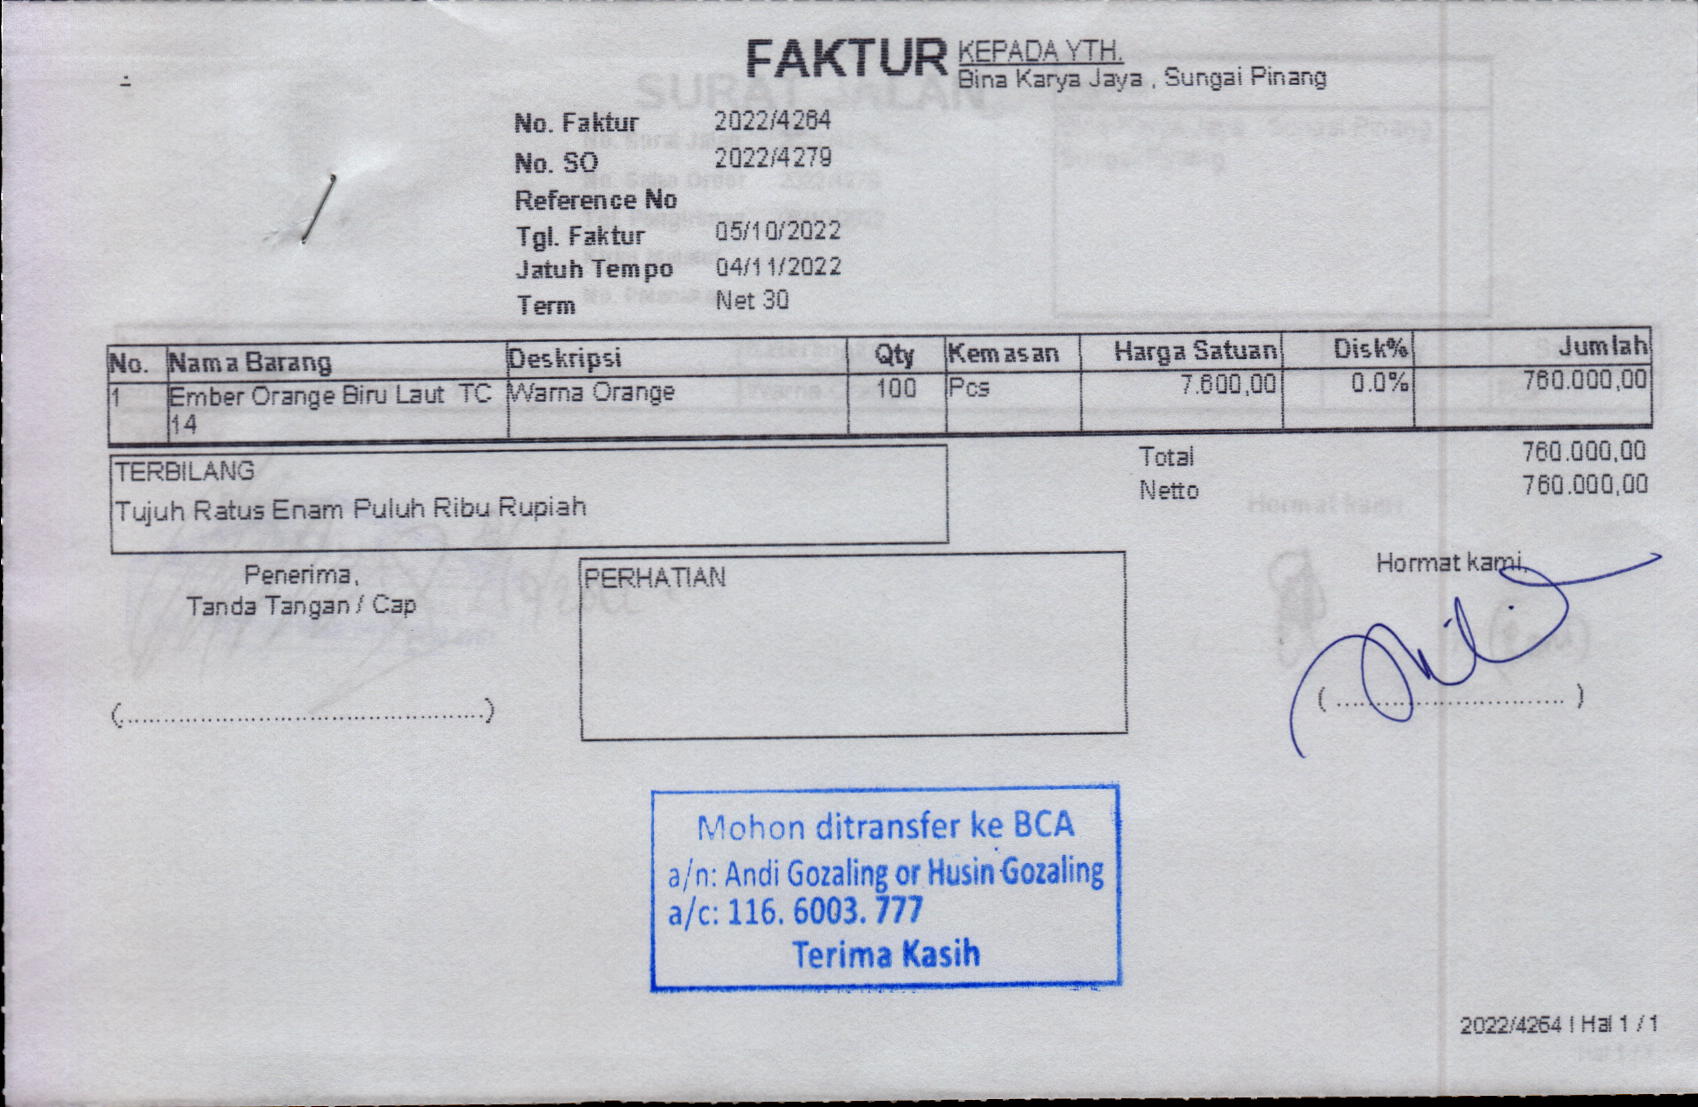 FAKTUR
KEPADA YTH.
Bina Karya Jaya , Sungai Pinang
No. Faktur 2022/4264
No. SO 2022/4279
Reference No
Tgl. Faktur 05/10/2022
Jatuh Tempo 04/11/2022
Term Net 30
No. Nama Barang Deskripsi Qty Kemasan Harga Satuan Disk% Jumlah
1 Ember Orange Biru Laut TC Warna Orange 100 Pcs 7.600,00 0.0% 760.000,00
14
Total 760.000,00
Netto 760.000,00
TERBILANG
Tujuh Ratus Enam Puluh Ribu Rupiah
Penerima,
Tanda Tangan / Cap
(................................................)
PERHATIAN
Hormat kami,
( .............................. )
Mohon ditransfer ke BCA
a/n: Andi Gozaling or Husin Gozaling
a/c: 116. 6003. 777
Terima Kasih
2022/4264 | Hal 1 / 1